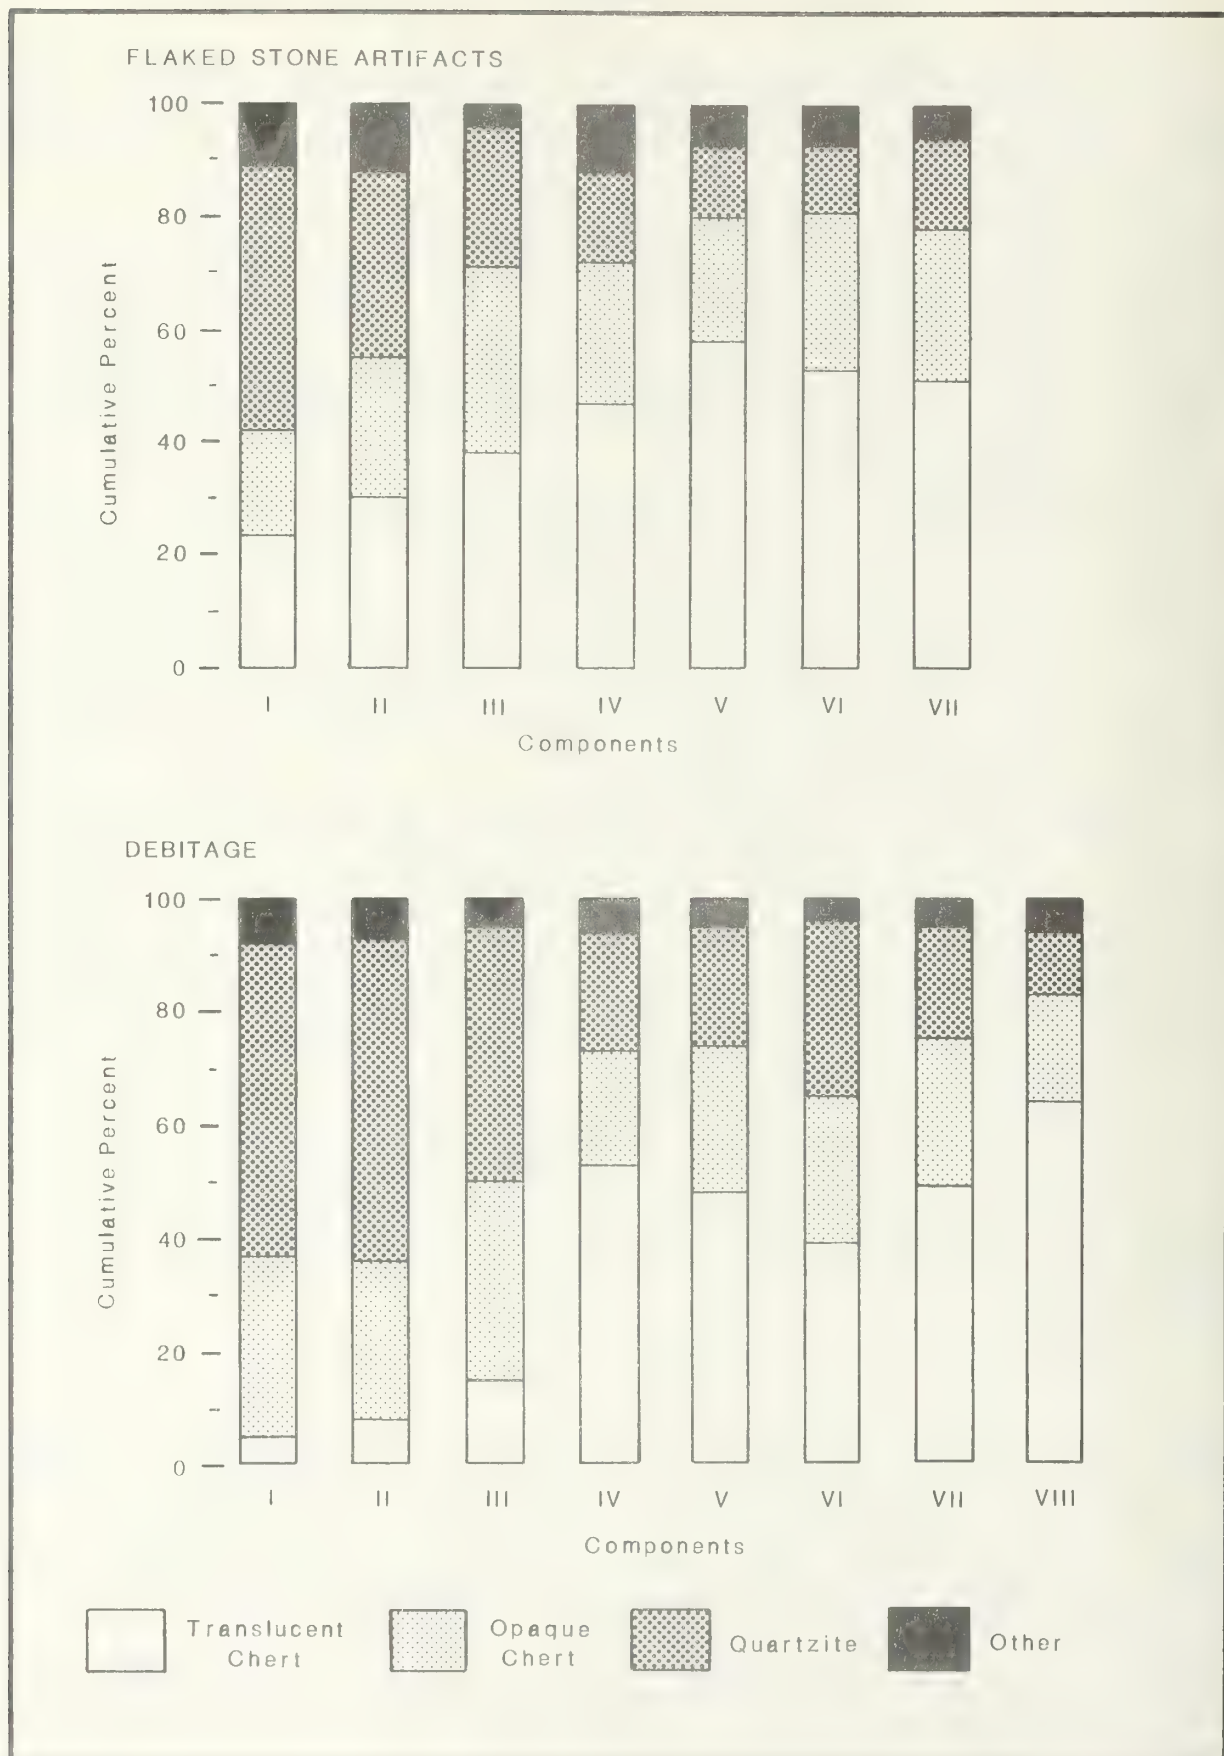 FLAKED STONE ARTIFACTS
100
80
60
40
20
0
Cumulative Percent
I II III IV V VI VII
Components
DEBITAGE
100
80
60
40
20
0
Cumulative Percent
I II III IV V VI VII VIII
Components
Translucent
Chert
Opaque
Chert
Quartzite
Other